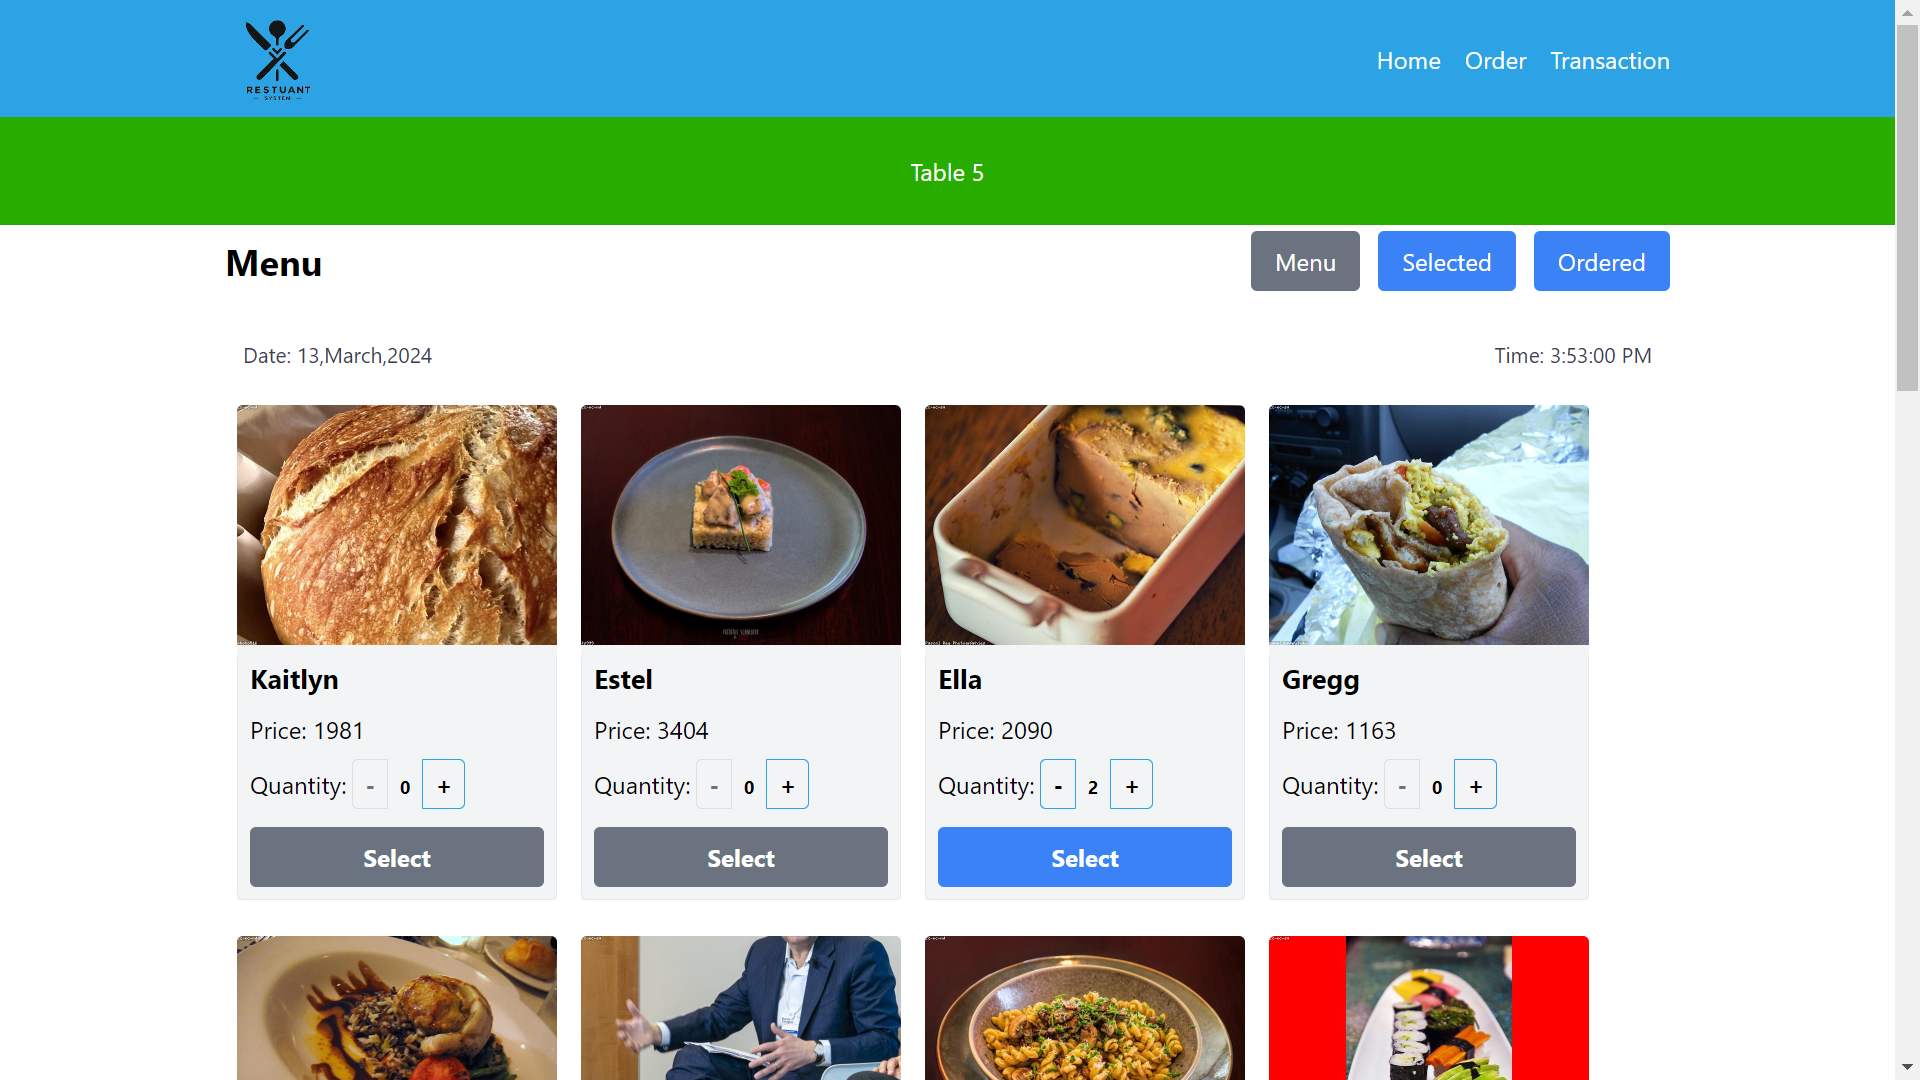 RESTUANT
SYSTEM
Home Order Transaction
Table 5
Menu
Menu Selected Ordered
Date: 13,March,2024
Time: 3:53:00 PM
Kaitlyn
Price: 1981
Quantity: - 0 +
Select
Estel
Price: 3404
Quantity: - 0 +
Select
Ella
Price: 2090
Quantity: - 2 +
Select
Gregg
Price: 1163
Quantity: - 0 +
Select